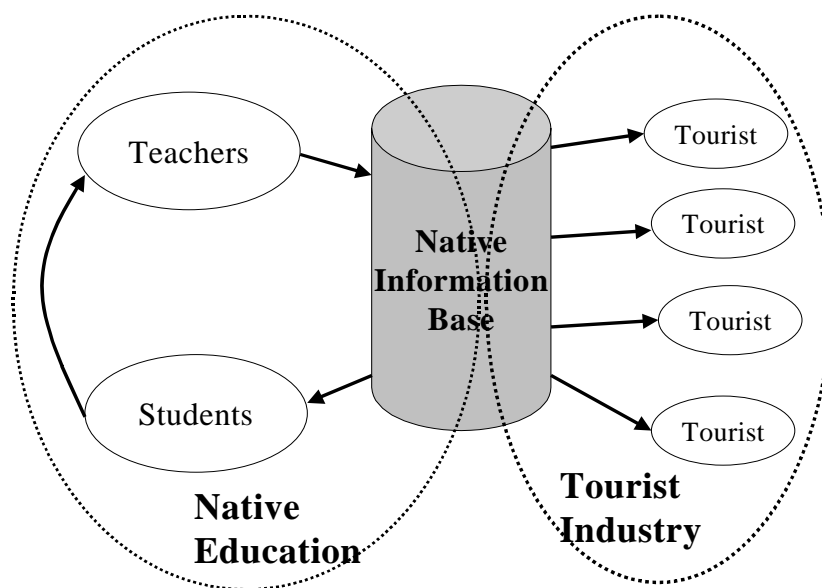 Teachers
Students
Native
Information
Base
Tourist
Tourist
Tourist
Tourist
Native
Education
Tourist
Industry